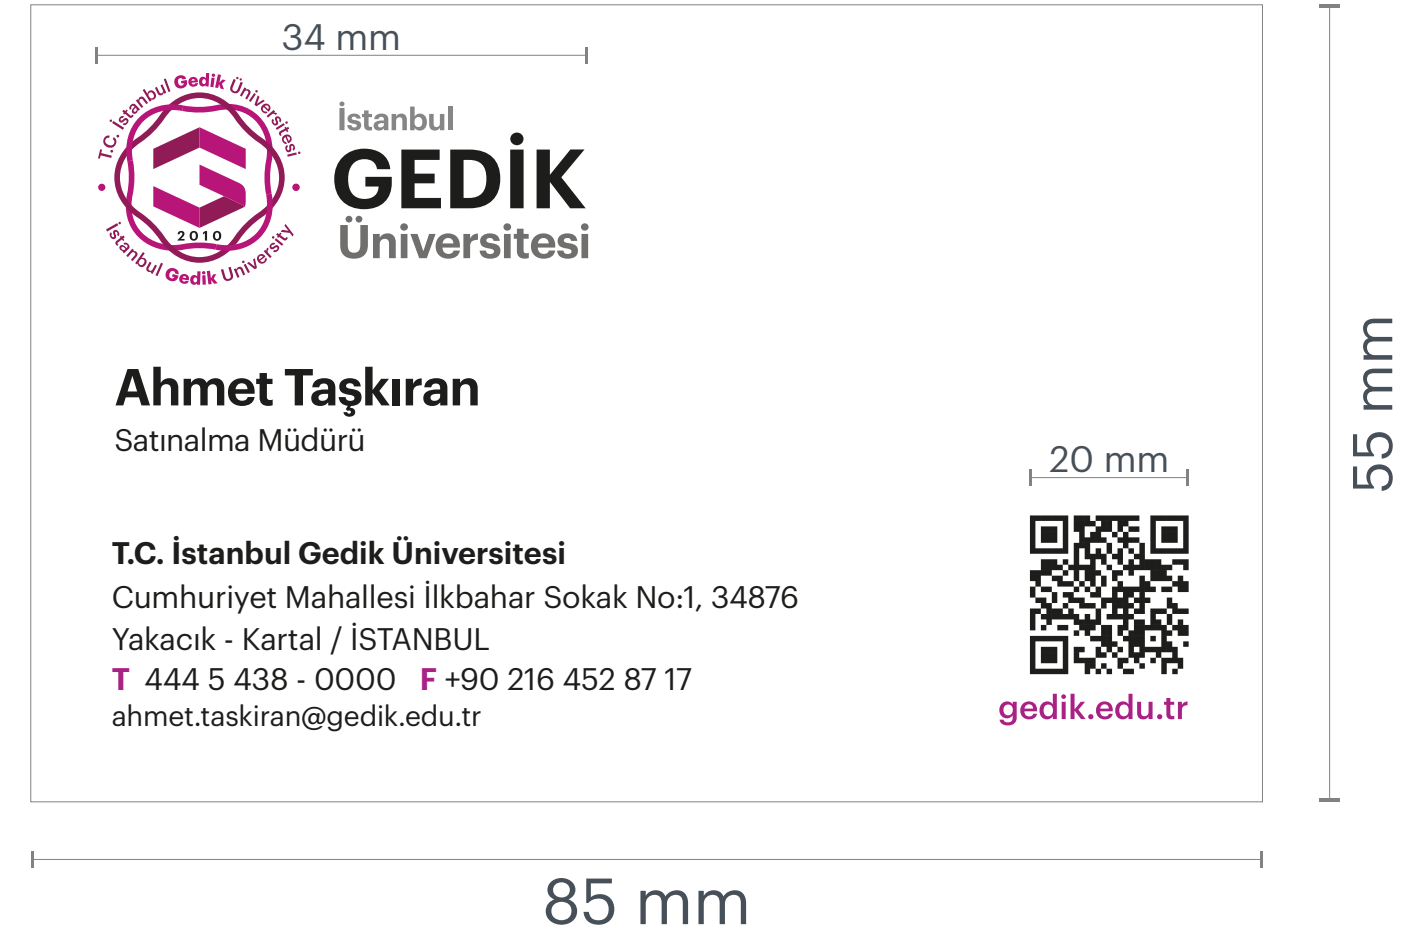 34 mm
T.C. İstanbul Gedik Üniversitesi
2010
İstanbul Gedik University
İstanbul
GEDİK
Üniversitesi
Ahmet Taşkıran
Satınalma Müdürü
20 mm
55 mm
T.C. İstanbul Gedik Üniversitesi
Cumhuriyet Mahallesi İlkbahar Sokak No:1, 34876
Yakacık - Kartal / İSTANBUL
T 444 5 438 - 0000 F +90 216 452 87 17
ahmet.taskiran@gedik.edu.tr
gedik.edu.tr
85 mm